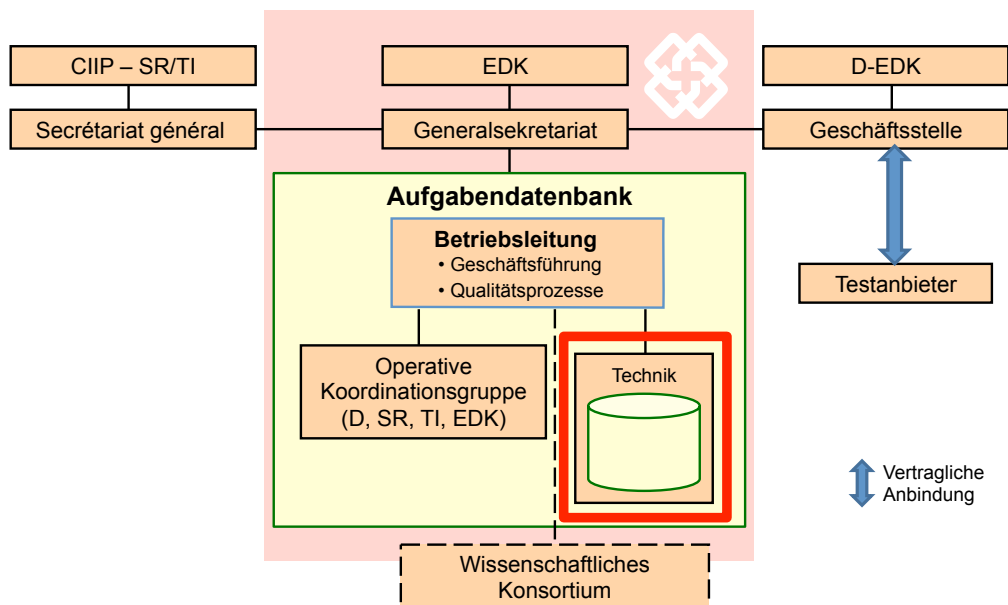 CIIP – SR/TI
EDK
D-EDK
Secrétariat général
Generalsekretariat
Geschäftsstelle
Aufgabendatenbank
Betriebsleitung
• Geschäftsführung
• Qualitätsprozesse
Testanbieter
Operative
Koordinationsgruppe
(D, SR, TI, EDK)
Technik
Vertragliche
Anbindung
Wissenschaftliches
Konsortium